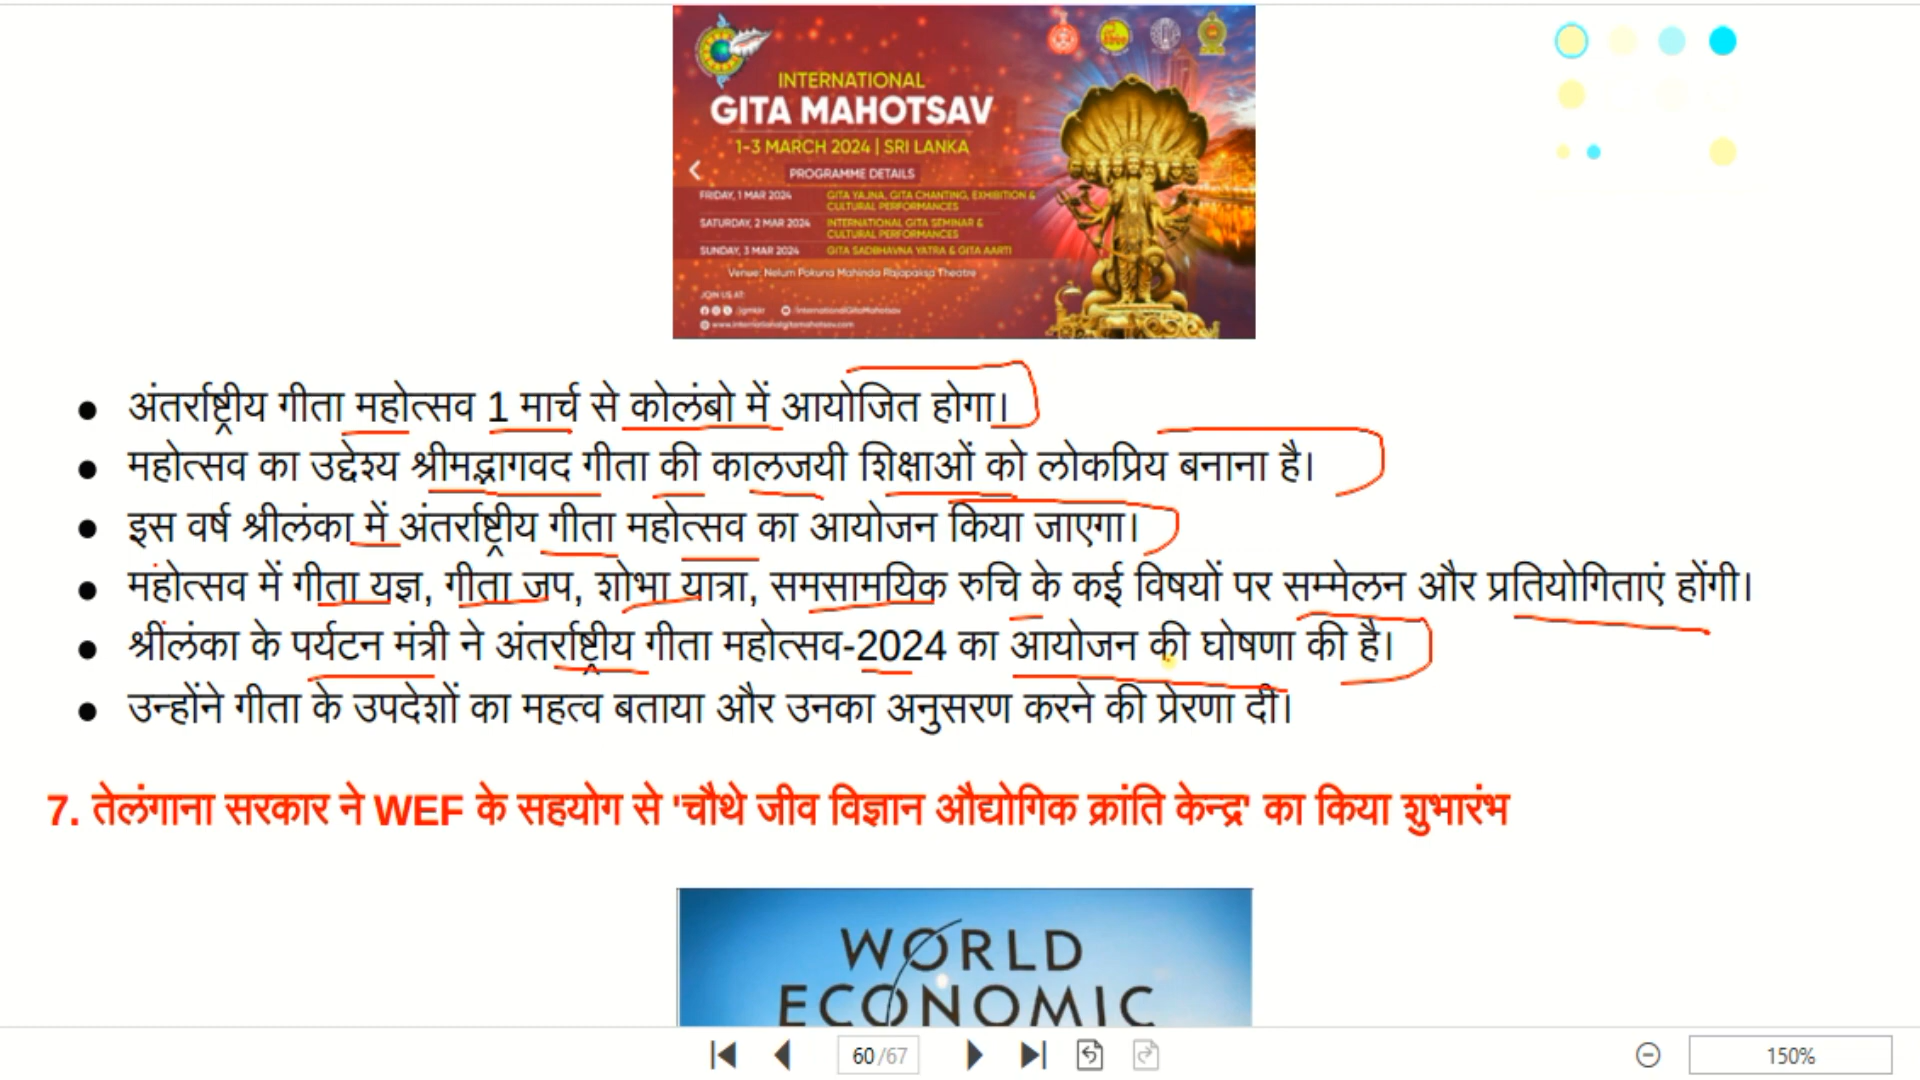 INTERNATIONAL
GITA MAHOTSAV
1-3 MARCH 2024 | SRI LANKA
PROGRAMME DETAILS
FRIDAY, 1 MAR 2024 GITA YAJNA, GITA CHANTING, EXHIBITION &
CULTURAL PERFORMANCES
SATURDAY, 2 MAR 2024 INTERNATIONAL GITA SEMINAR &
CULTURAL PERFORMANCES
SUNDAY, 3 MAR 2024 GITA SADBHAVNA YATRA & GITA AARTI
Venue: Nelum Pokuna Mahinda Rajapaksa Theatre
JOIN US AT:
/igmkkr /InternationalGitaMahotsav
www.internationalgitamahotsav.com
● अंतर्राष्ट्रीय गीता महोत्सव 1 मार्च से कोलंबो में आयोजित होगा।
● महोत्सव का उद्देश्य श्रीमद्भागवद गीता की कालजयी शिक्षाओं को लोकप्रिय बनाना है।
● इस वर्ष श्रीलंका में अंतर्राष्ट्रीय गीता महोत्सव का आयोजन किया जाएगा।
● महोत्सव में गीता यज्ञ, गीता जप, शोभा यात्रा, समसामयिक रुचि के कई विषयों पर सम्मेलन और प्रतियोगिताएं होंगी।
● श्रीलंका के पर्यटन मंत्री ने अंतर्राष्ट्रीय गीता महोत्सव-2024 का आयोजन की घोषणा की है।
● उन्होंने गीता के उपदेशों का महत्व बताया और उनका अनुसरण करने की प्रेरणा दी।
7. तेलंगाना सरकार ने WEF के सहयोग से 'चौथे जीव विज्ञान औद्योगिक क्रांति केन्द्र' का किया शुभारंभ
WORLD
ECONOMIC
60/67
150%